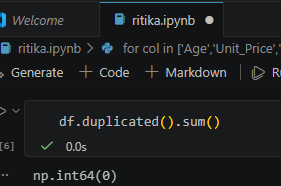 Welcome
ritika.ipynb
ritika.ipynb > for col in ['Age','Unit_Price','
Generate + Code + Markdown
df.duplicated().sum()
[6] 0.0s
np.int64(0)